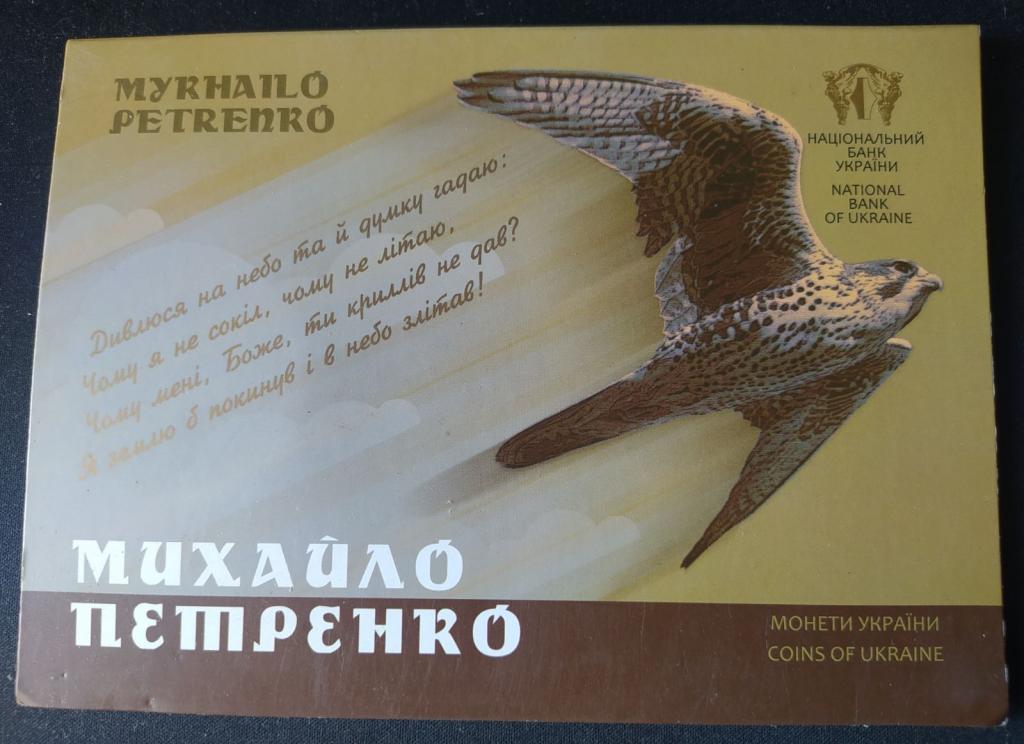 MYKHAILO
PETRENKO
НАЦІОНАЛЬНИЙ
БАНК
УКРАЇНИ
NATIONAL
BANK
OF UKRAINE
Дивлюся на небо та й думку гадаю:
Чому я не сокіл, чому не літаю,
Чому мені, Боже, ти криллів не дав?
Я землю б покинув і в небо злітав!
МИХАЙЛО
ПЕТРЕНКО
МОНЕТИ УКРАЇНИ
COINS OF UKRAINE